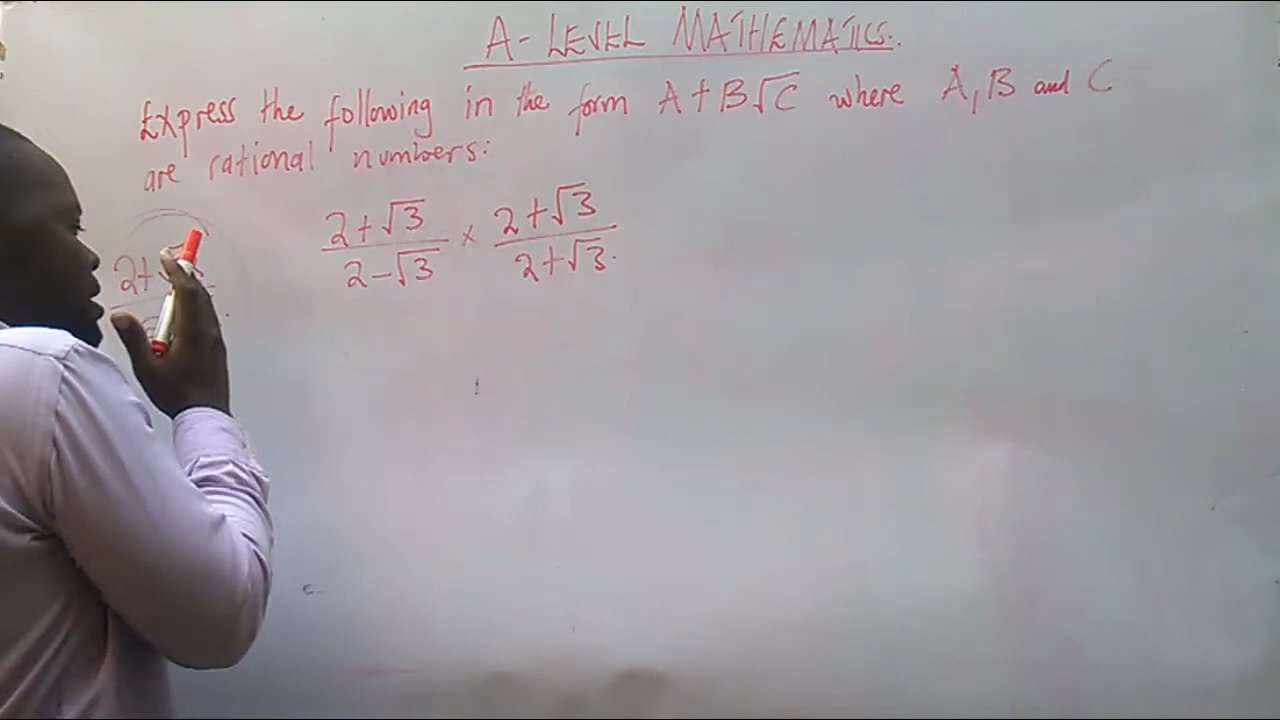 A-LEVEL MATHEMATICS.
Express the following in the form A+B√C where A, B and C
are rational numbers:
2+√3 / 2-√3 × 2+√3 / 2+√3.
2+